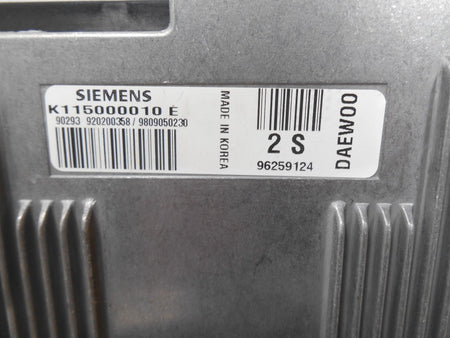 SIEMENS
K115000010 E
90293 920200358 / 9809050230
MADE IN KOREA
2 S
96259124
DAEWOO